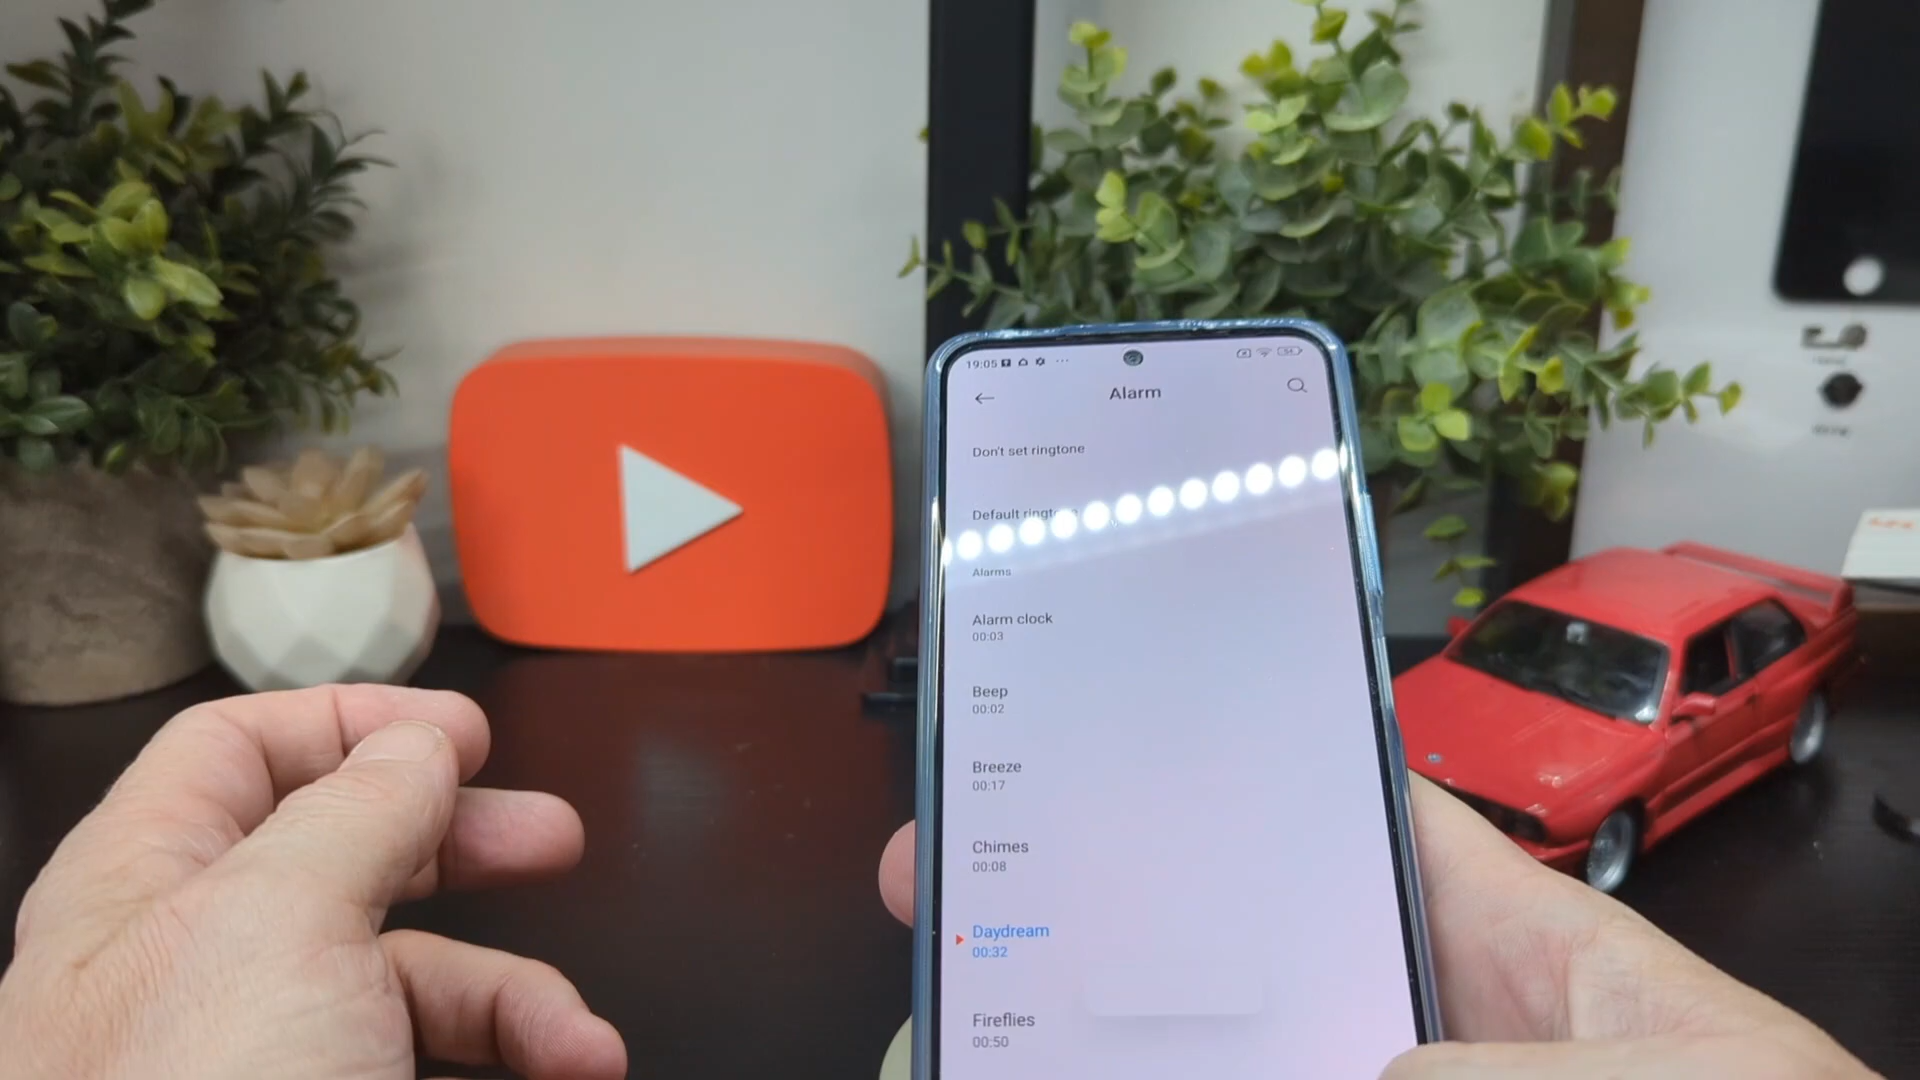 19:05
Alarm
Don't set ringtone
Default
Alarms
Alarm clock
00:03
Beep
00:02
Breeze
00:17
Chimes
00:08
Daydream
00:32
Fireflies
00:50